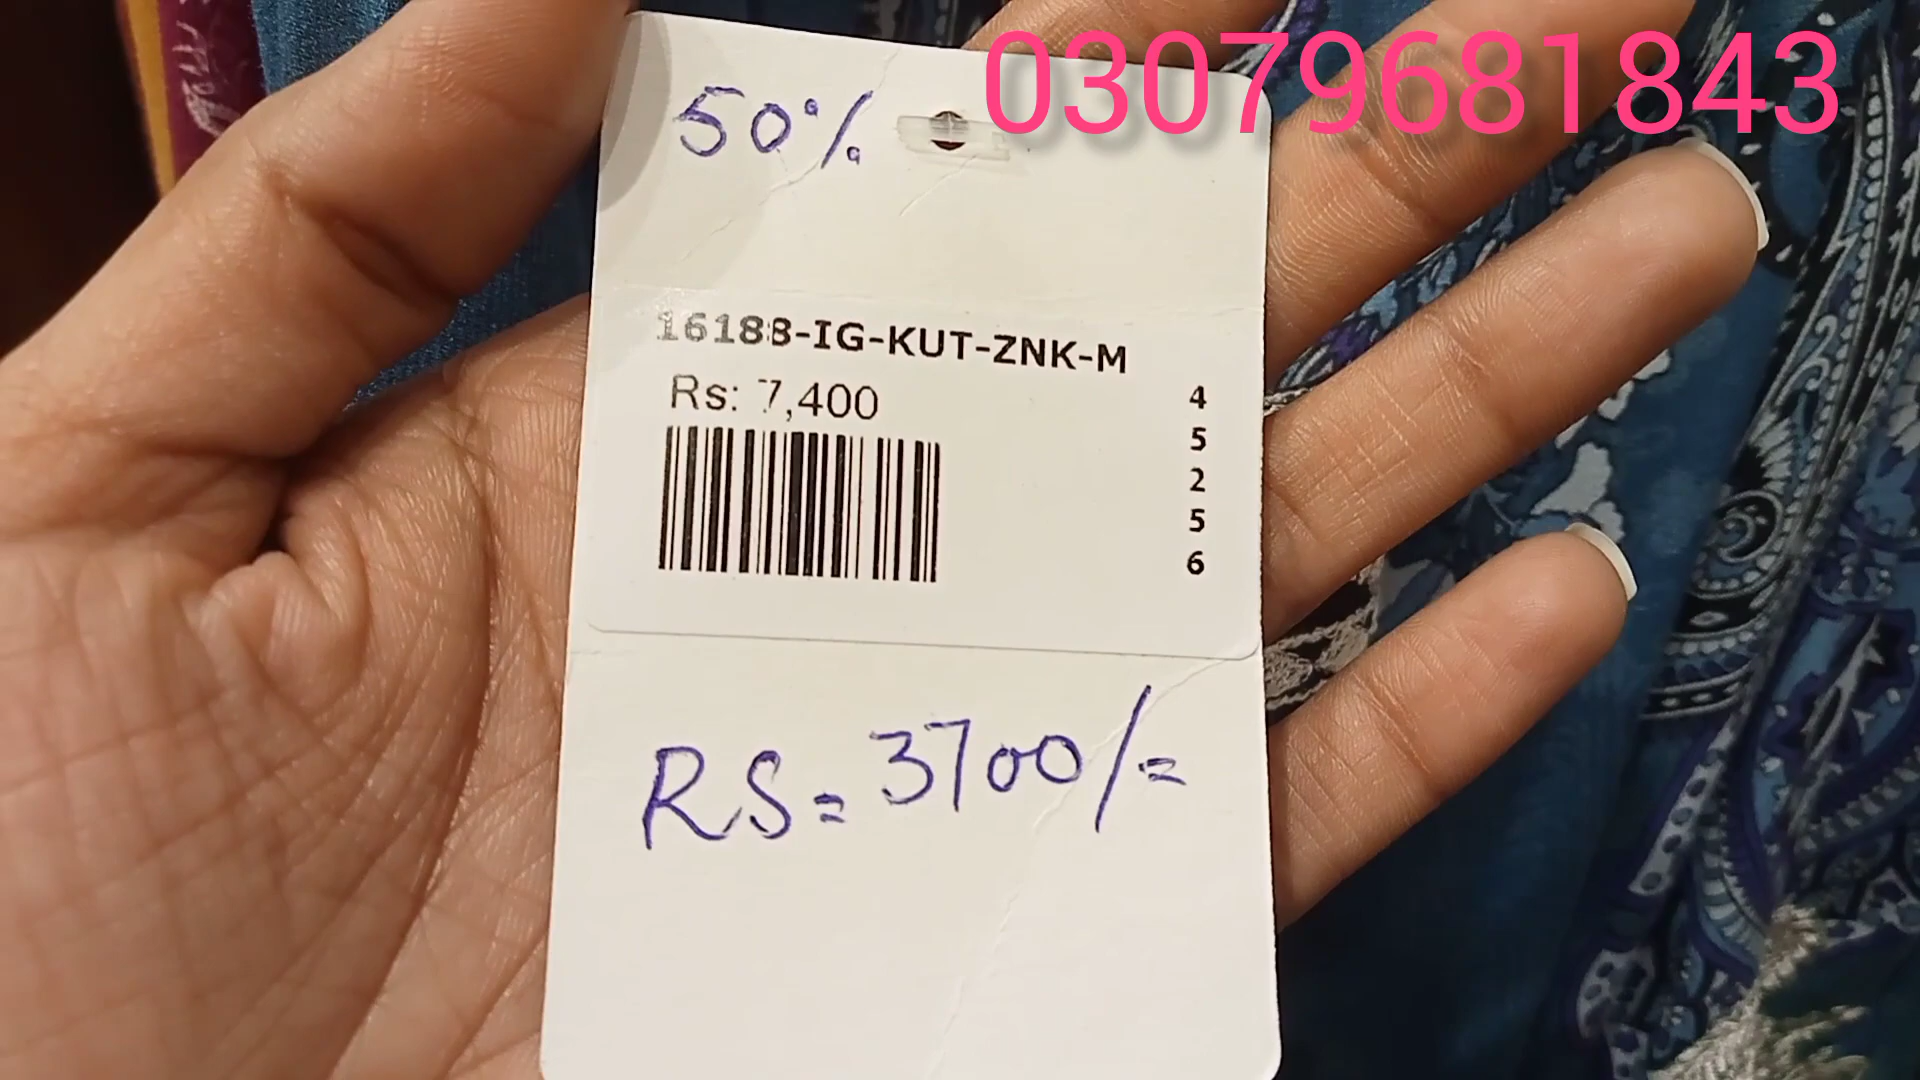 03079681843
50%
16188-IG-KUT-ZNK-M
Rs: 7,400
4
5
2
5
6
RS = 3700/=